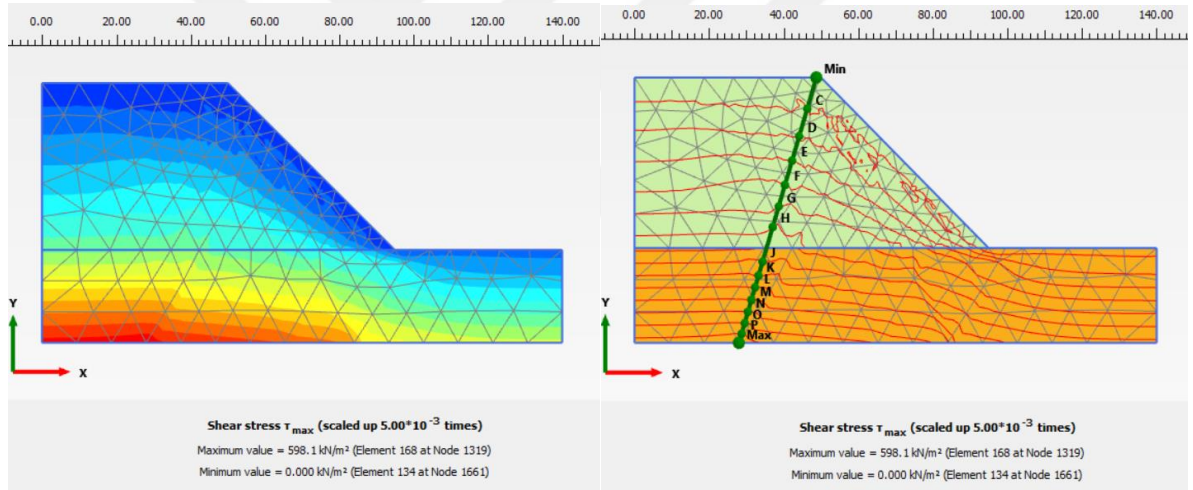 0.00 20.00 40.00 60.00 80.00 100.00 120.00 140.00
Y
X
Shear stress τmax (scaled up 5.00*10-3 times)
Maximum value = 598.1 kN/m² (Element 168 at Node 1319)
Minimum value = 0.000 kN/m² (Element 134 at Node 1661)
0.00 20.00 40.00 60.00 80.00 100.00 120.00 140.00
Min
C
D
E
F
G
H
J
K
L
M
N
O
P
Max
Y
X
Shear stress τmax (scaled up 5.00*10-3 times)
Maximum value = 598.1 kN/m² (Element 168 at Node 1319)
Minimum value = 0.000 kN/m² (Element 134 at Node 1661)